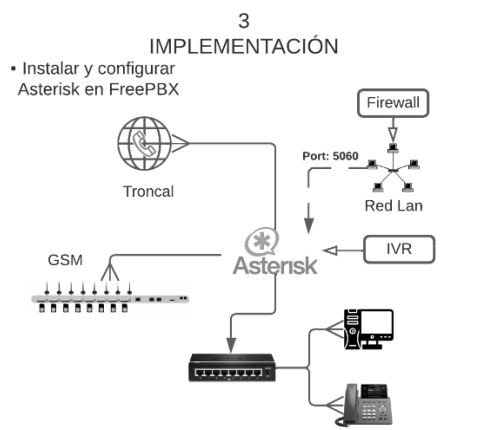 3
IMPLEMENTACIÓN
• Instalar y configurar
Asterisk en FreePBX
Firewall
Port: 5060
Troncal
Red Lan
GSM
Asterisk
IVR